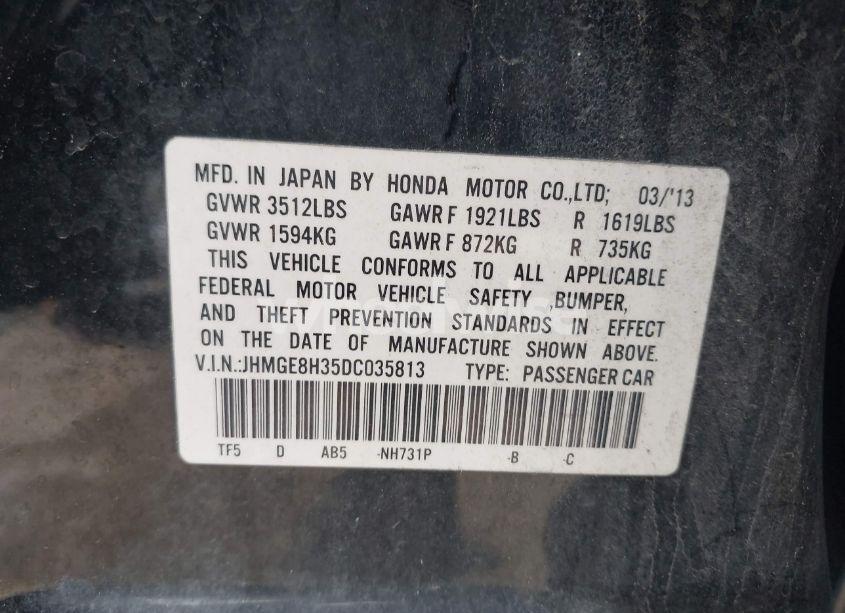 MFD. IN JAPAN BY HONDA MOTOR CO.,LTD; 03/'13
GVWR 3512LBS GAWR F 1921LBS R 1619LBS
GVWR 1594KG GAWR F 872KG R 735KG
THIS VEHICLE CONFORMS TO ALL APPLICABLE
FEDERAL MOTOR VEHICLE SAFETY ,BUMPER,
AND THEFT PREVENTION STANDARDS IN EFFECT
ON THE DATE OF MANUFACTURE SHOWN ABOVE.
V.I.N.:JHMGE8H35DC035813 TYPE: PASSENGER CAR
TF5 D AB5 -NH731P -B -C